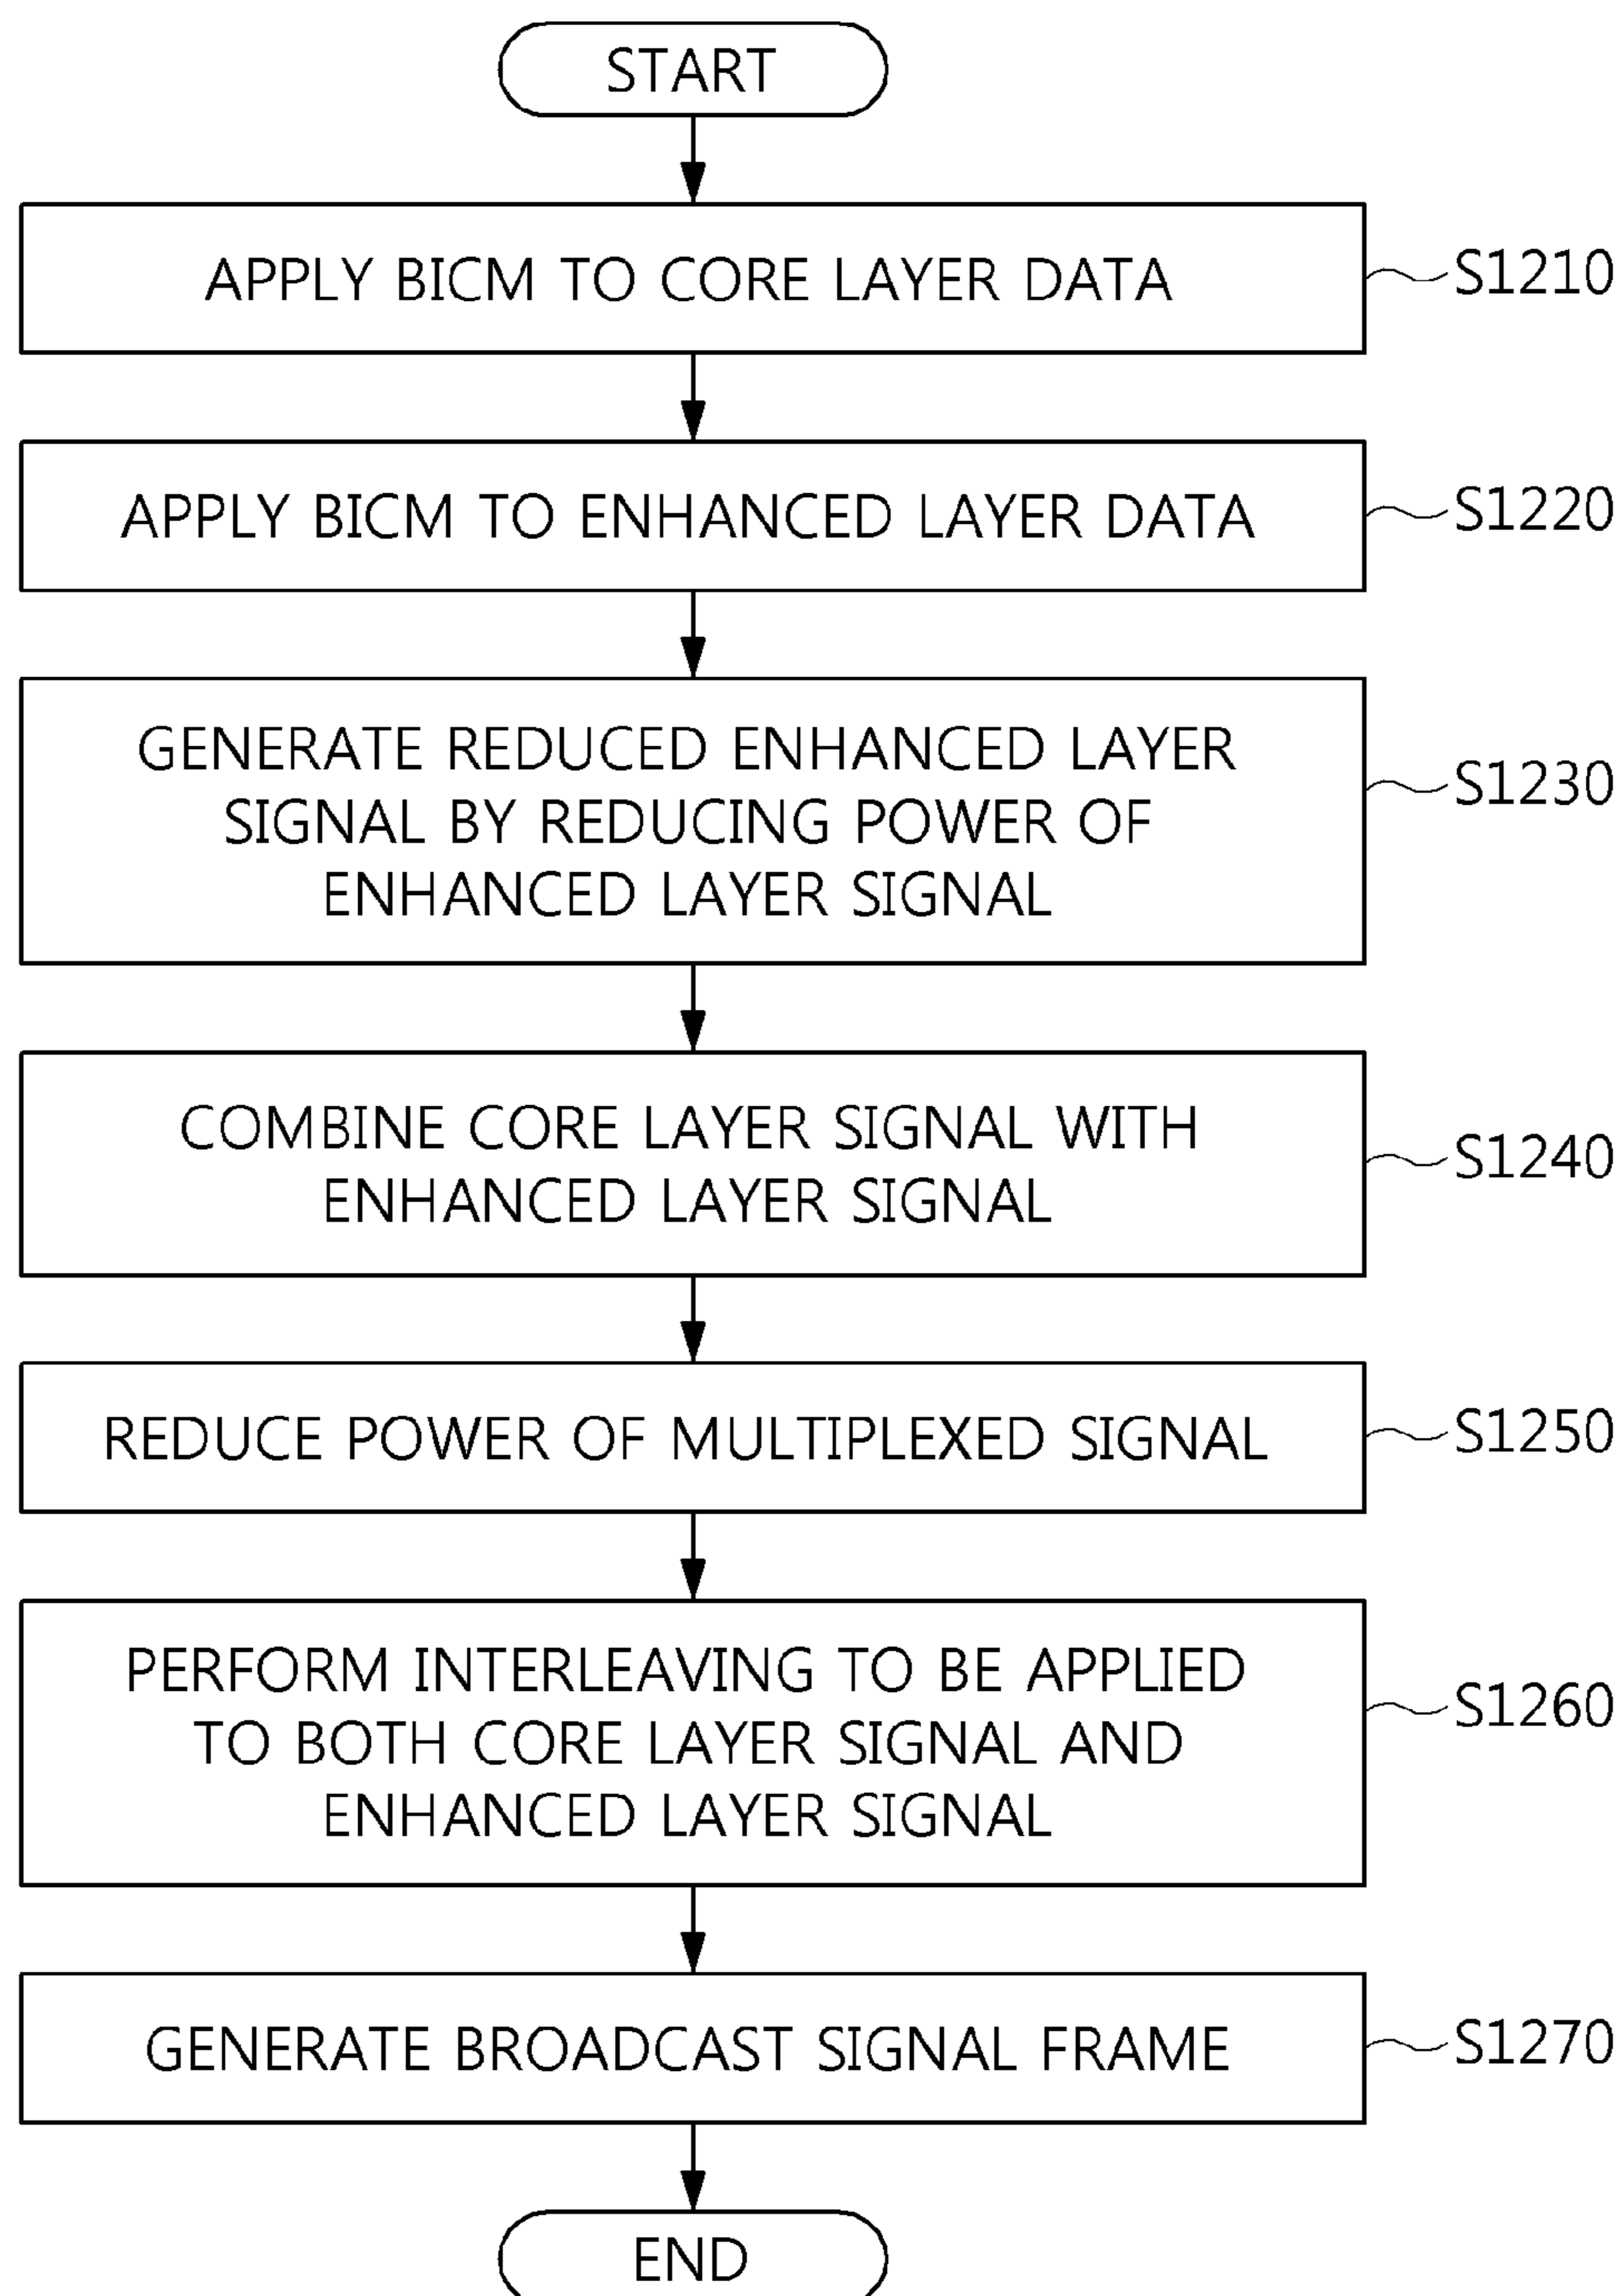 START
APPLY BICM TO CORE LAYER DATA
S1210
APPLY BICM TO ENHANCED LAYER DATA
S1220
GENERATE REDUCED ENHANCED LAYER
SIGNAL BY REDUCING POWER OF
ENHANCED LAYER SIGNAL
S1230
COMBINE CORE LAYER SIGNAL WITH
ENHANCED LAYER SIGNAL
S1240
REDUCE POWER OF MULTIPLEXED SIGNAL
S1250
PERFORM INTERLEAVING TO BE APPLIED
TO BOTH CORE LAYER SIGNAL AND
ENHANCED LAYER SIGNAL
S1260
GENERATE BROADCAST SIGNAL FRAME
S1270
END